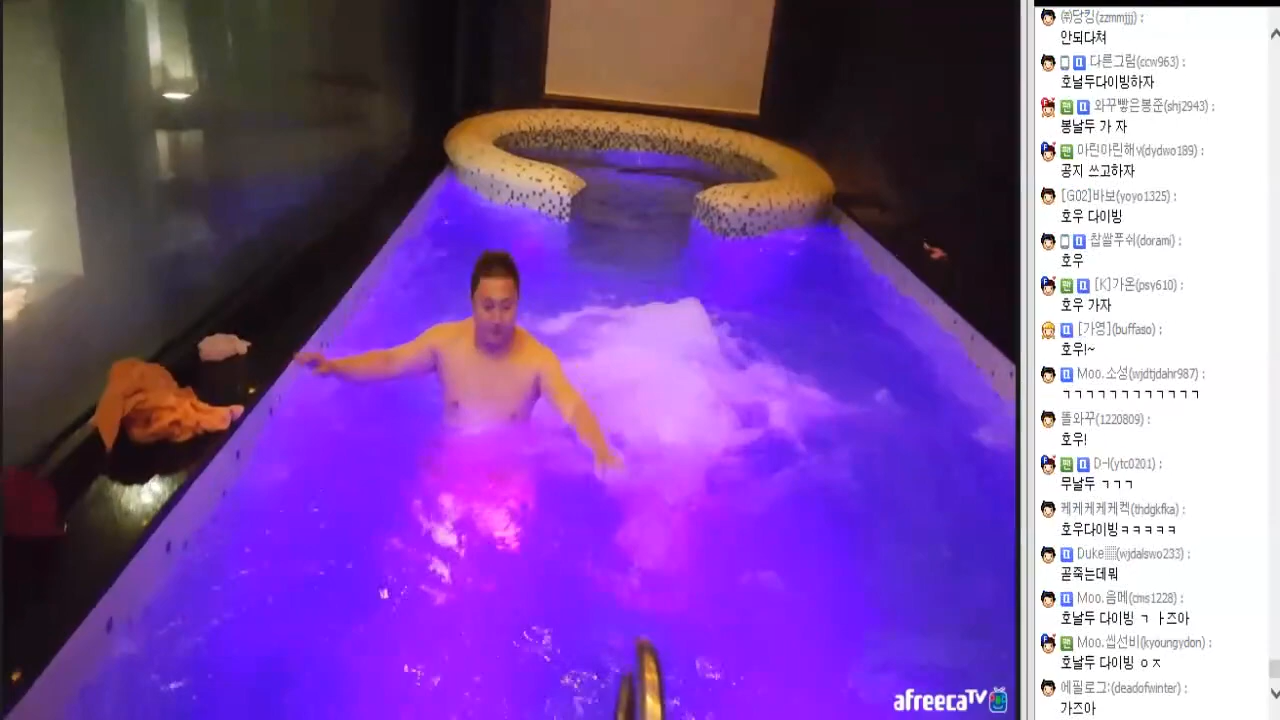 ㈜당킹(zzmmjjj) :
안되다쳐
다른그럼(ccw963) :
호널두다이빙하자
와꾸빻은봉준(shj2943) :
봉날두 가 자
아린아린해v(dydwo189) :
공지 쓰고하자
[G02]바보(yoyo1325) :
호우 다이빙
찹쌀푸쉬(dorami) :
호우
[K]가온(psy610) :
호우 가자
[가영](buffaso) :
호우!~
Moo.소성(wjdtjdahr987) :
ㄱㄱㄱㄱㄱㄱㄱㄱㄱㄱㄱㄱ
똘와꾸(1220809) :
호우!
D-I(ytc0201) :
무날두 ㄱㄱㄱ
케케케케케켁(thdgkfka) :
호우다이빙ㅋㅋㅋㅋㅋ
Duke▒(wjdalswo233) :
곧죽는데뭐
Moo.음메(cms1228) :
호날두 다이빙 ㄱ ㅏ즈아
Moo.씹선비(kyoungydon) :
호날두 다이빙 ㅇㅈ
에필로그:(deadofwinter) :
가즈아
afreecaTV